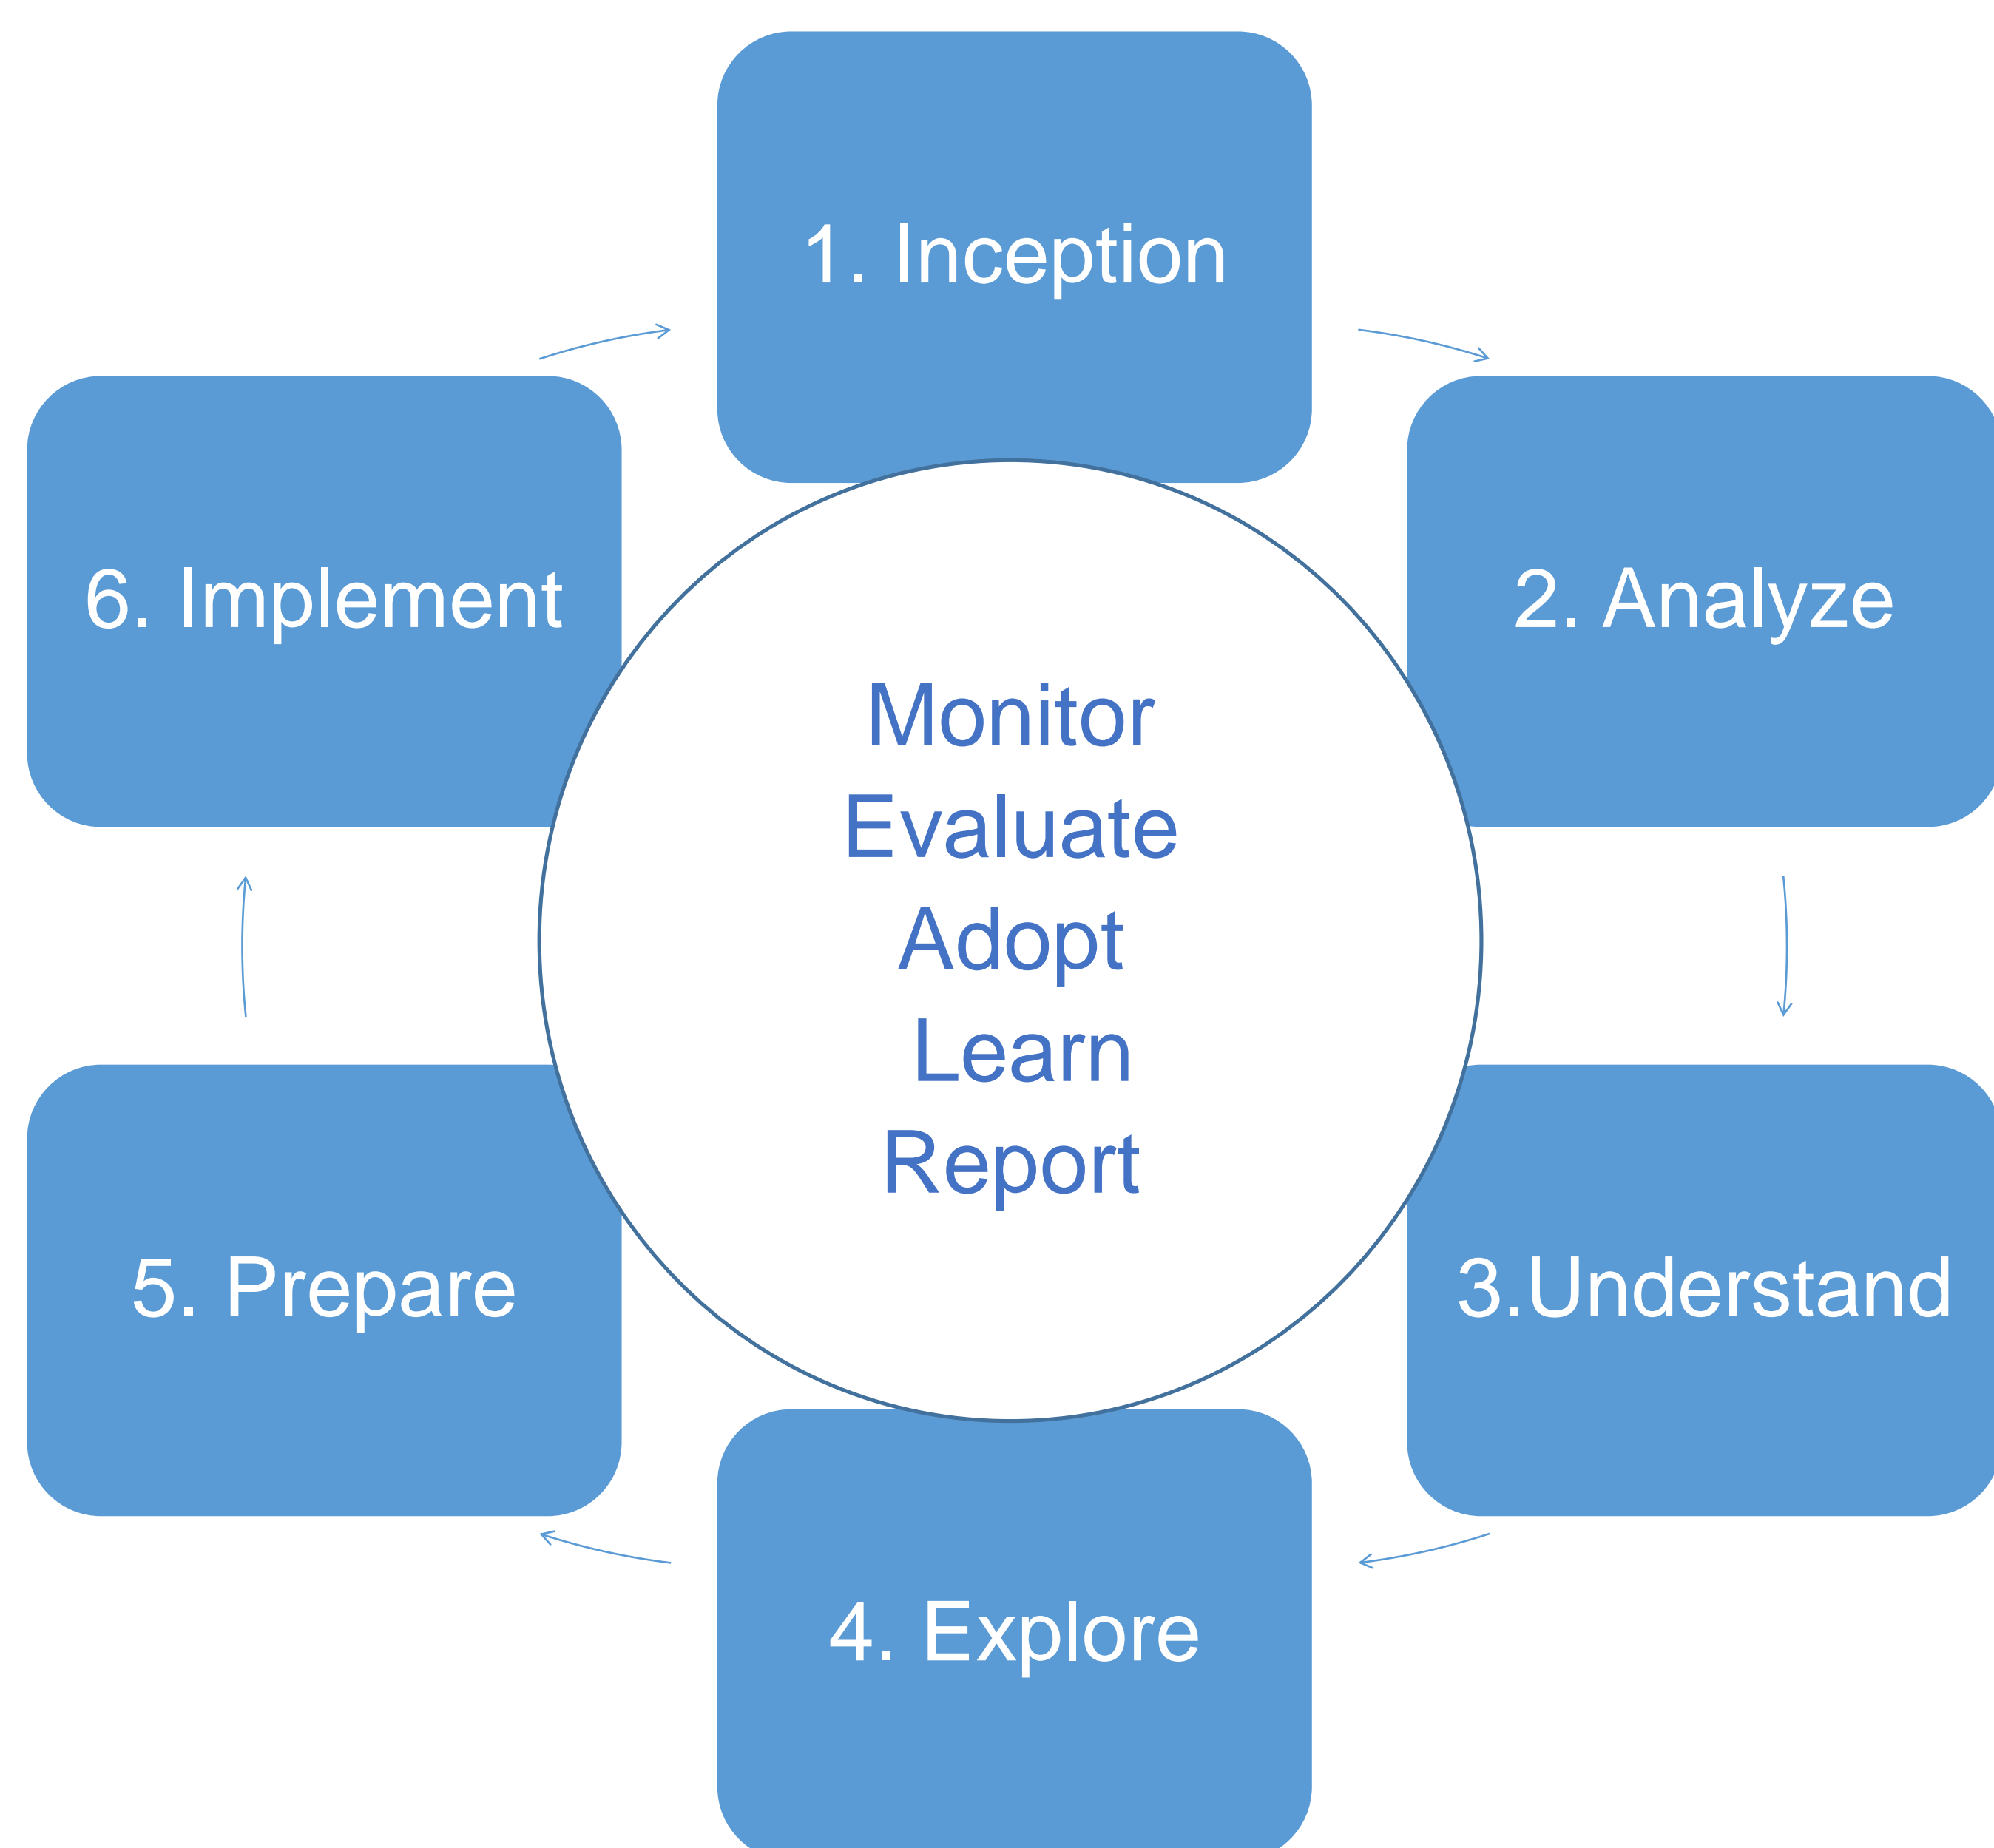 1. Inception
2. Analyze
3.Understand
4. Explore
5. Prepare
6. Implement
Monitor
Evaluate
Adopt
Learn
Report